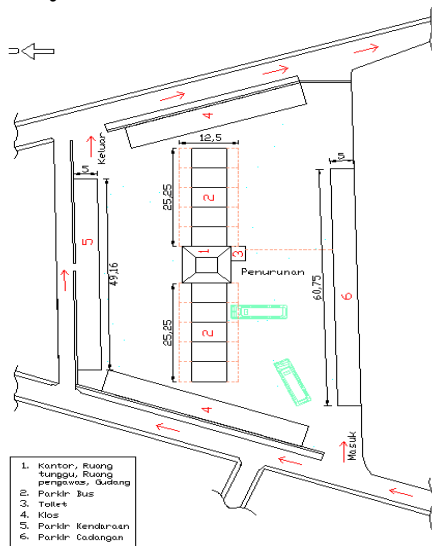 4
12,5
5
Keluar
5
25,25
2
1
3
5
49,16
Penurunan
60,75
6
25,25
2
4
Masuk
1. Kantor, Ruang
tunggu, Ruang
pengawas, Gudang
2. Parkir Bus
3. Toilet
4. Kios
5. Parkir Kendaraan
6. Parkir Cadangan